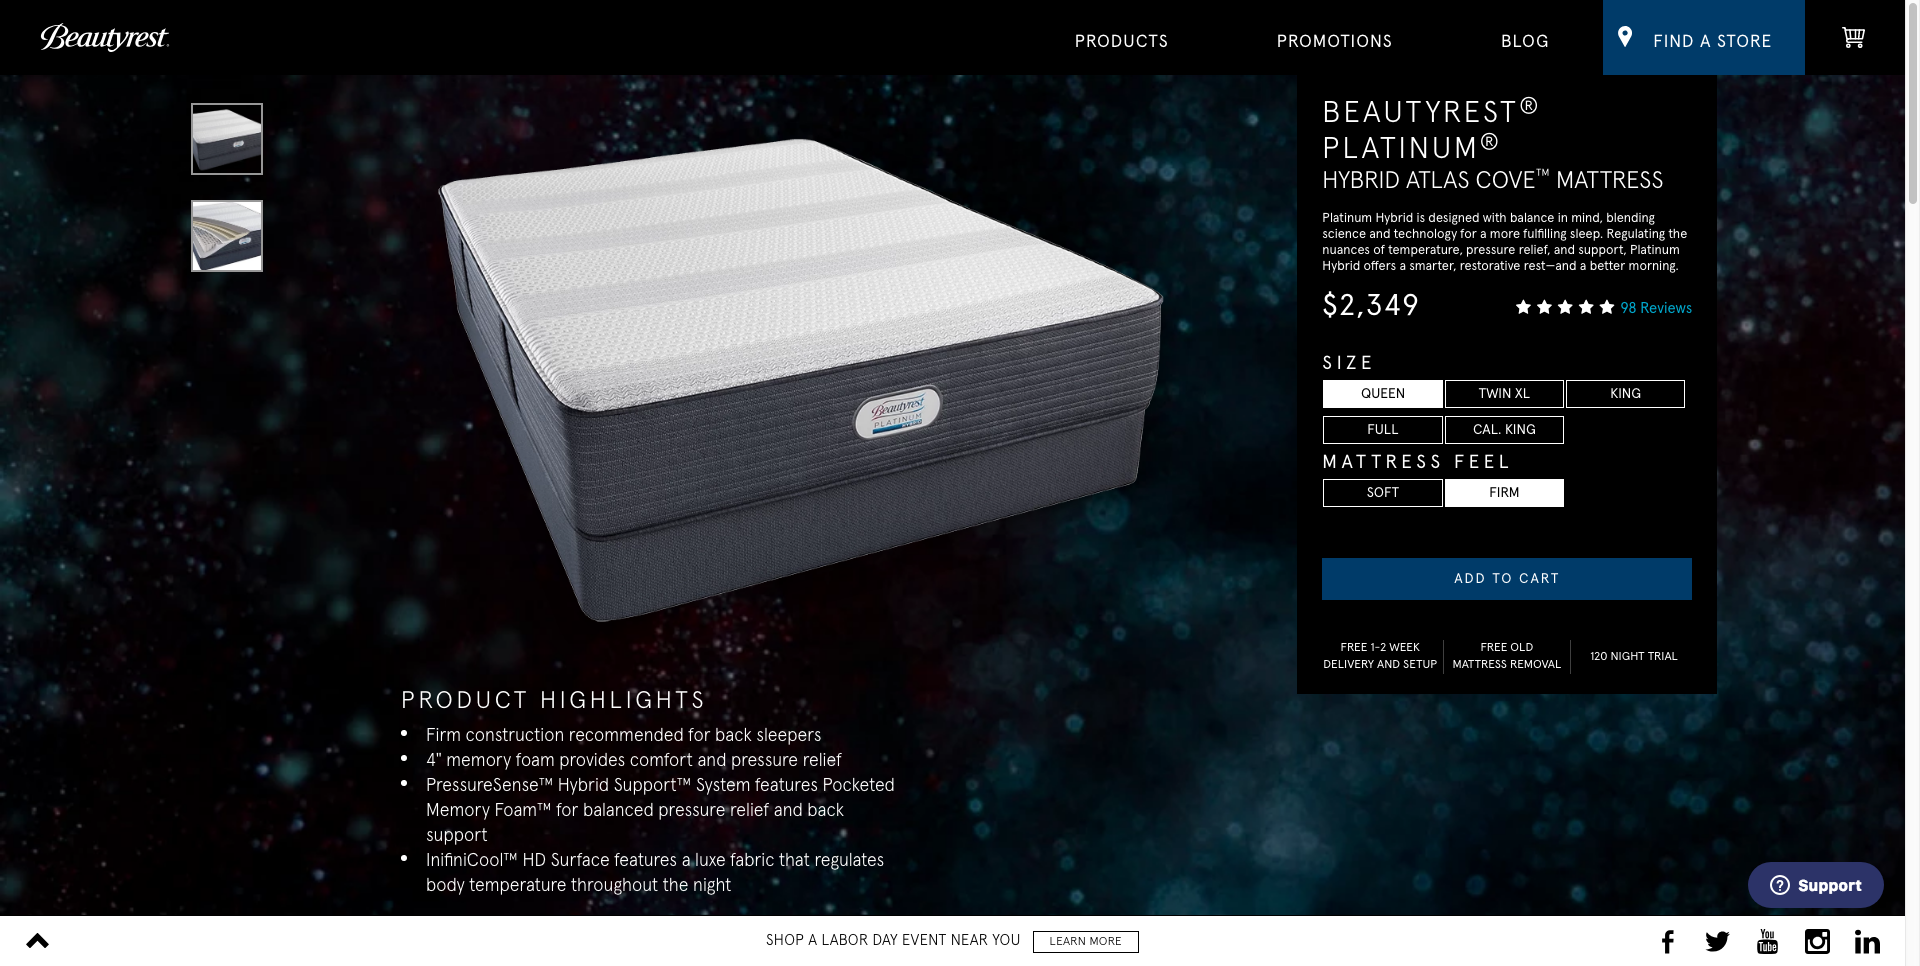 Beautyrest
PRODUCTS
PROMOTIONS
BLOG
FIND A STORE
BEAUTYREST®
PLATINUM®
HYBRID ATLAS COVE™ MATTRESS
Platinum Hybrid is designed with balance in mind, blending
science and technology for a more fulfilling sleep. Regulating the
nuances of temperature, pressure relief, and support, Platinum
Hybrid offers a smarter, restorative rest—and a better morning.
$2,349
98 Reviews
SIZE
QUEEN
TWIN XL
KING
FULL
CAL. KING
MATTRESS FEEL
SOFT
FIRM
ADD TO CART
FREE 1-2 WEEK
DELIVERY AND SETUP
FREE OLD
MATTRESS REMOVAL
120 NIGHT TRIAL
Beautyrest
PLATINUM
HYBRID
PRODUCT HIGHLIGHTS
• Firm construction recommended for back sleepers
• 4" memory foam provides comfort and pressure relief
• PressureSense™ Hybrid Support™ System features Pocketed
Memory Foam™ for balanced pressure relief and back
support
• InifiniCool™ HD Surface features a luxe fabric that regulates
body temperature throughout the night
Support
SHOP A LABOR DAY EVENT NEAR YOU
LEARN MORE
You
Tube